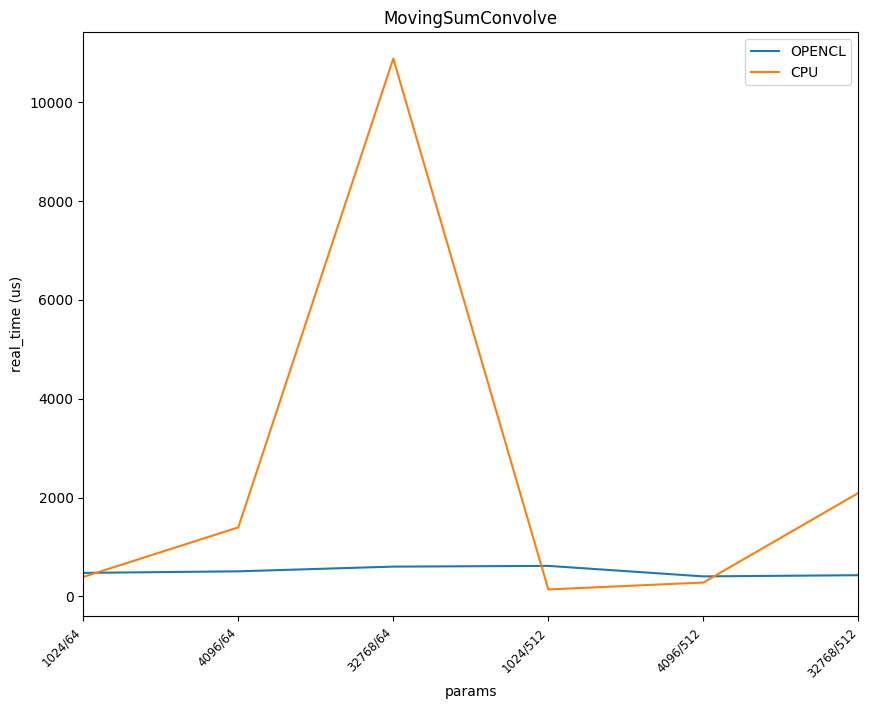 MovingSumConvolve
OPENCL
CPU
real_time (us)
10000
8000
6000
4000
2000
0
1024/64
4096/64
32768/64
1024/512
4096/512
32768/512
params